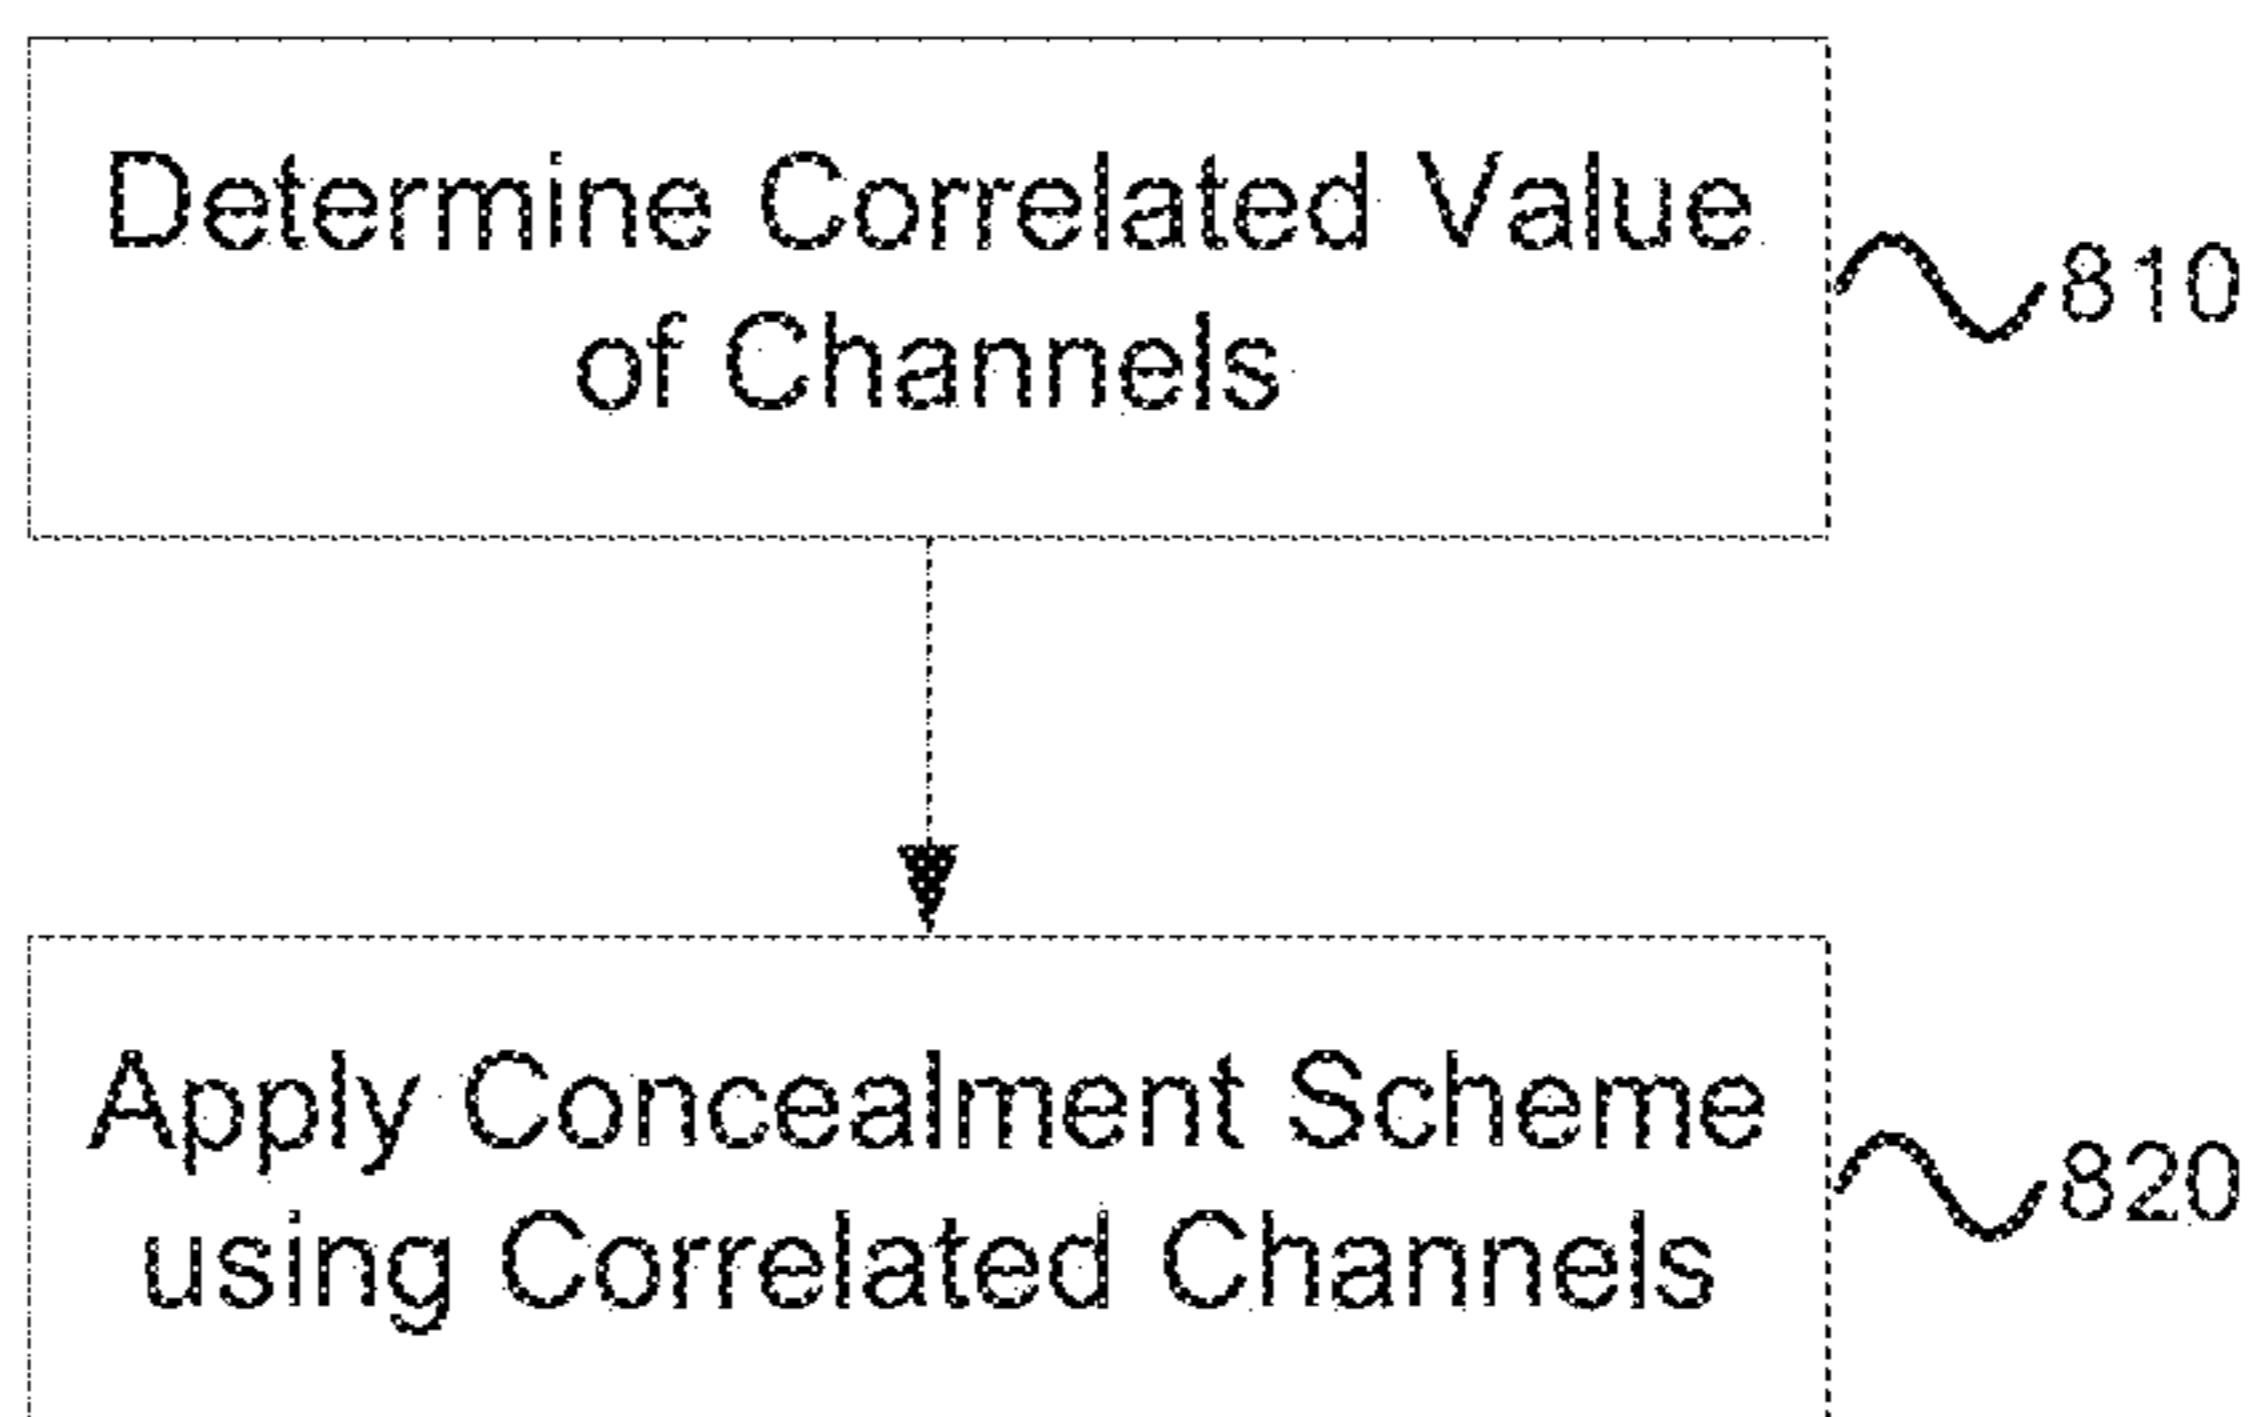 Determine Correlated Value
of Channels
810
Apply Concealment Scheme
using Correlated Channels
820